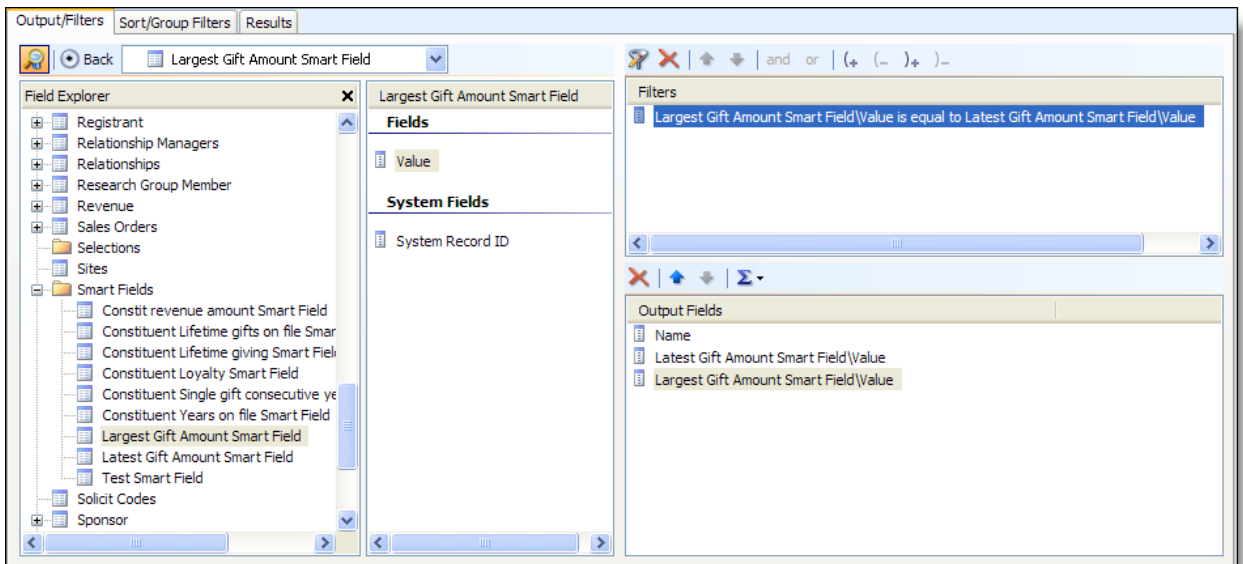 Output/Filters Sort/Group Filters Results
Back Largest Gift Amount Smart Field
and or (+ (- )+ )-
Field Explorer
Registrant
Relationship Managers
Relationships
Research Group Member
Revenue
Sales Orders
Selections
Sites
Smart Fields
Constit revenue amount Smart Field
Constituent Lifetime gifts on file Smar
Constituent Lifetime giving Smart Fiel
Constituent Loyalty Smart Field
Constituent Single gift consecutive ye
Constituent Years on file Smart Field
Largest Gift Amount Smart Field
Latest Gift Amount Smart Field
Test Smart Field
Solicit Codes
Sponsor
Largest Gift Amount Smart Field
Fields
Value
System Fields
System Record ID
Filters
Largest Gift Amount Smart Field\Value is equal to Latest Gift Amount Smart Field\Value
Σ
Output Fields
Name
Latest Gift Amount Smart Field\Value
Largest Gift Amount Smart Field\Value